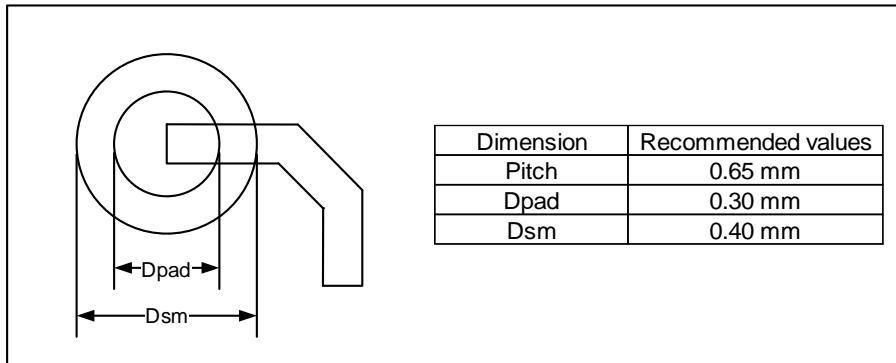 Dpad
Dsm
Dimension Recommended values
Pitch 0.65 mm
Dpad 0.30 mm
Dsm 0.40 mm